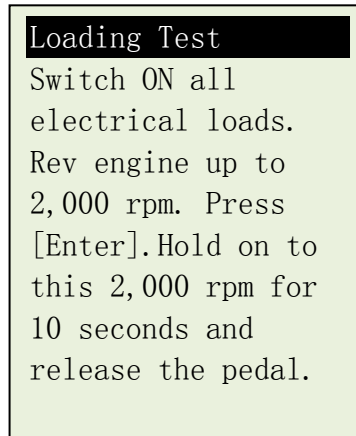 Loading Test
Switch ON all
electrical loads.
Rev engine up to
2,000 rpm. Press
[Enter].Hold on to
this 2,000 rpm for
10 seconds and
release the pedal.